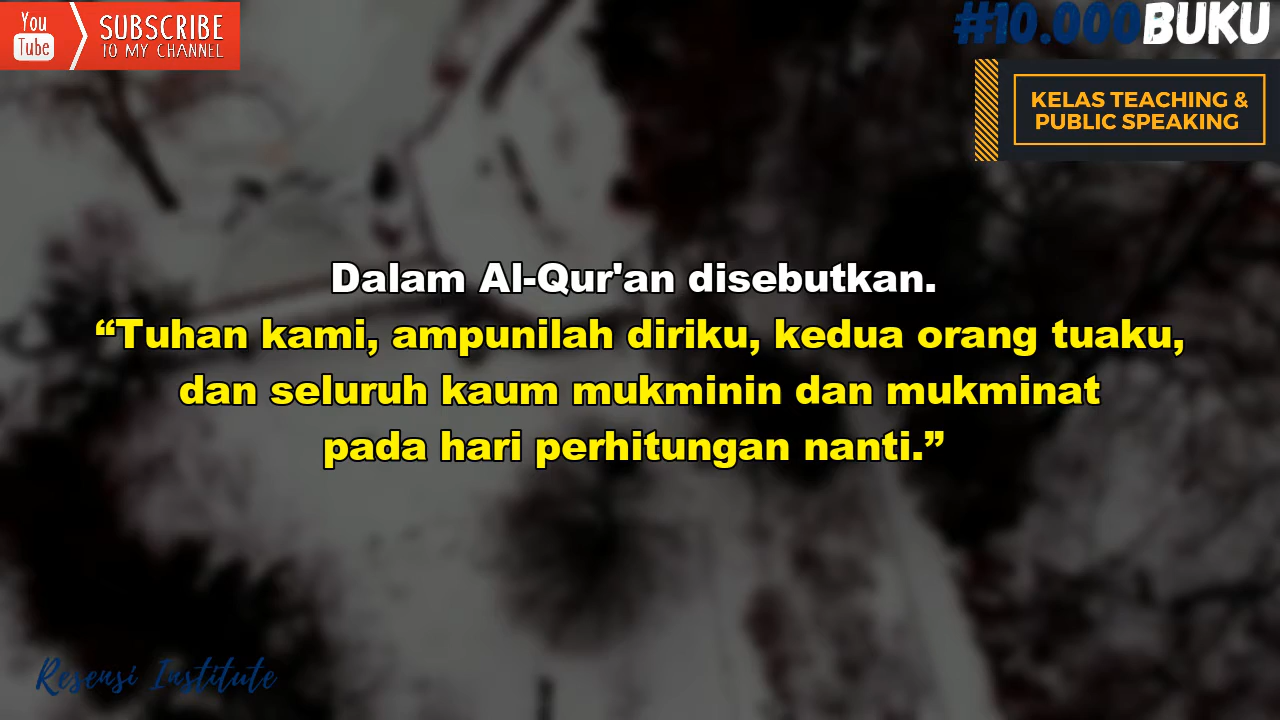 You
Tube
SUBSCRIBE
TO MY CHANNEL
#10.000BUKU
KELAS TEACHING &
PUBLIC SPEAKING
Dalam Al-Qur'an disebutkan.
“Tuhan kami, ampunilah diriku, kedua orang tuaku,
dan seluruh kaum mukminin dan mukminat
pada hari perhitungan nanti.”
Resensi Institute